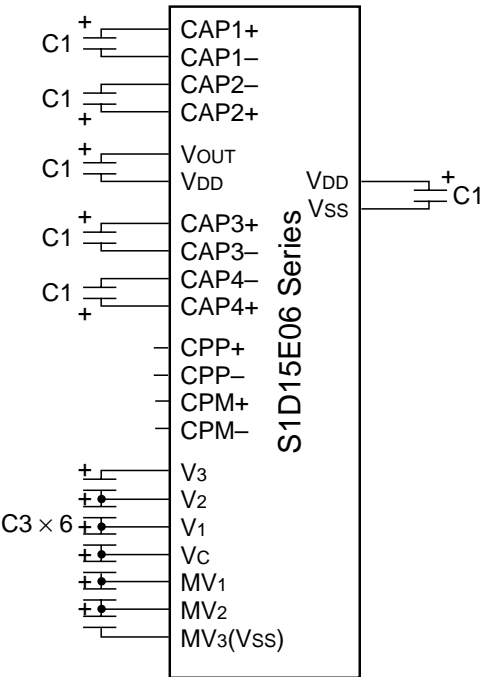 +
C1
CAP1+
CAP1–
C1
+
CAP2–
CAP2+
+
C1
VOUT
VDD
+
C1
CAP3+
CAP3–
C1
+
CAP4–
CAP4+
CPP+
CPP–
CPM+
CPM–
+
V3
+
V2
C3 × 6
+
V1
+
VC
+
MV1
+
MV2
MV3(VSS)
S1D15E06 Series
VDD
VSS
+
C1